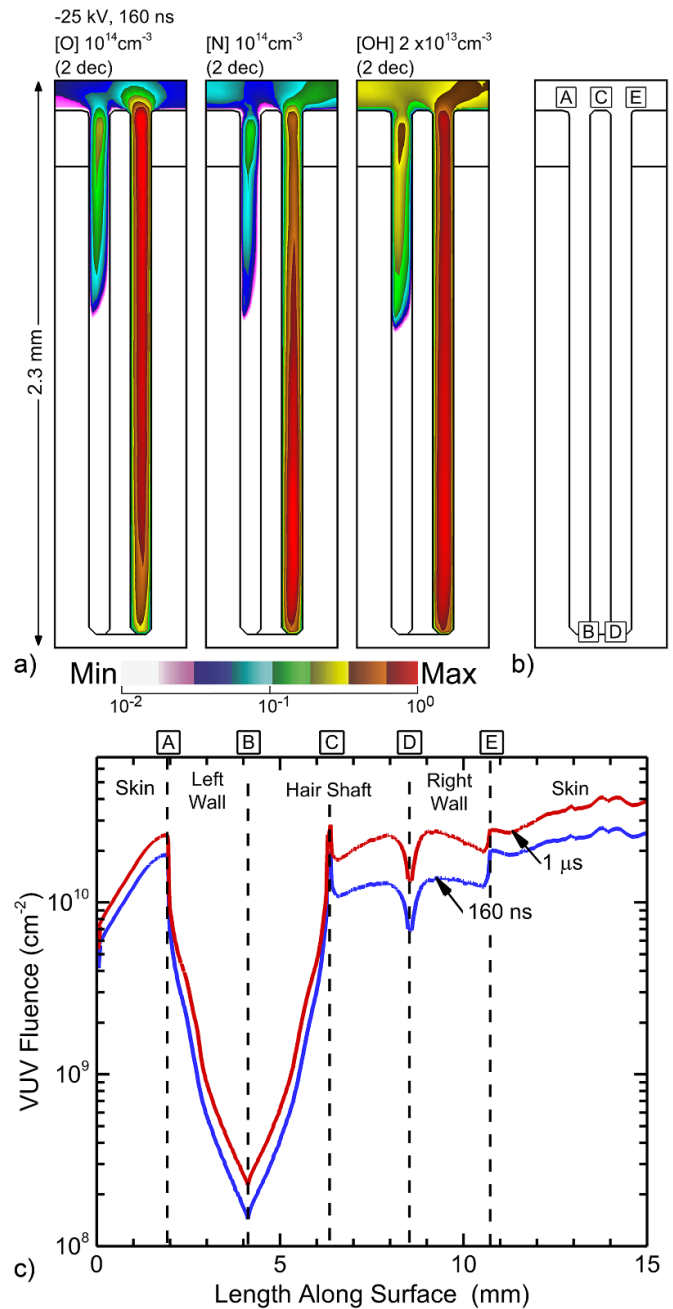 -25 kV, 160 ns
[O] 10¹⁴cm⁻³ [N] 10¹⁴cm⁻³ [OH] 2 x10¹³cm⁻³
(2 dec) (2 dec) (2 dec)
A C E
2.3 mm
B D
a) b)
Min Max
10⁻² 10⁻¹ 10⁰
A B C D E
Skin Left Wall Hair Shaft Right Wall Skin
1 µs
160 ns
10¹⁰
10⁹
10⁸
VUV Fluence (cm⁻²)
0 5 10 15
c) Length Along Surface (mm)